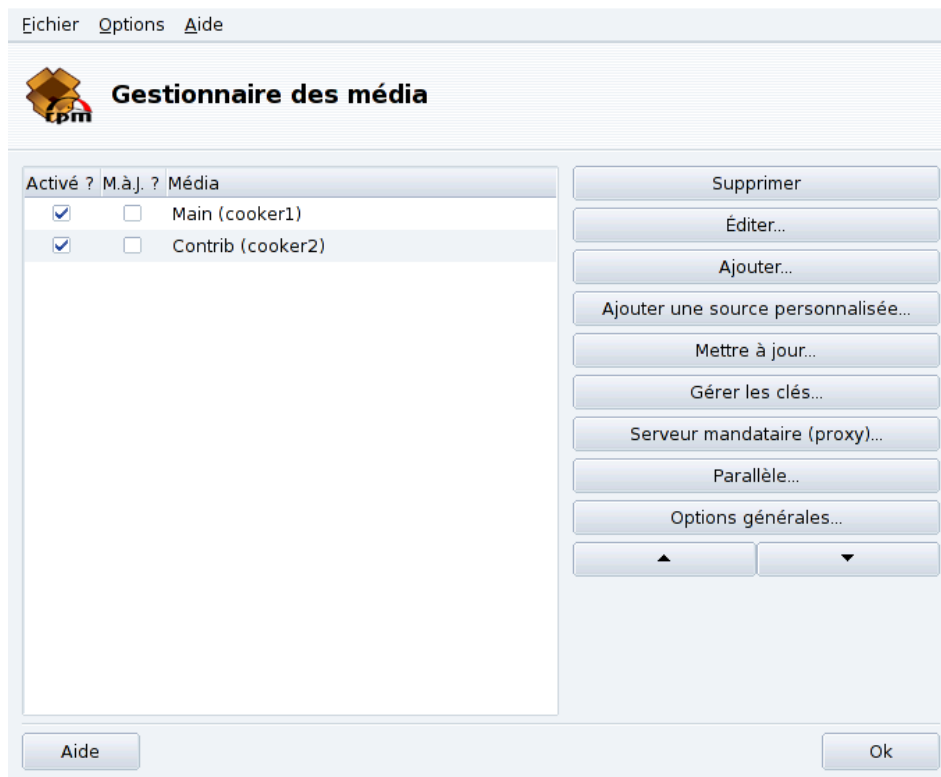 Fichier Options Aide
rpm
Gestionnaire des média
Activé ? M.à.J. ? Média
Main (cooker1)
Contrib (cooker2)
Supprimer
Éditer...
Ajouter...
Ajouter une source personnalisée...
Mettre à jour...
Gérer les clés...
Serveur mandataire (proxy)...
Parallèle...
Options générales...
Aide
Ok